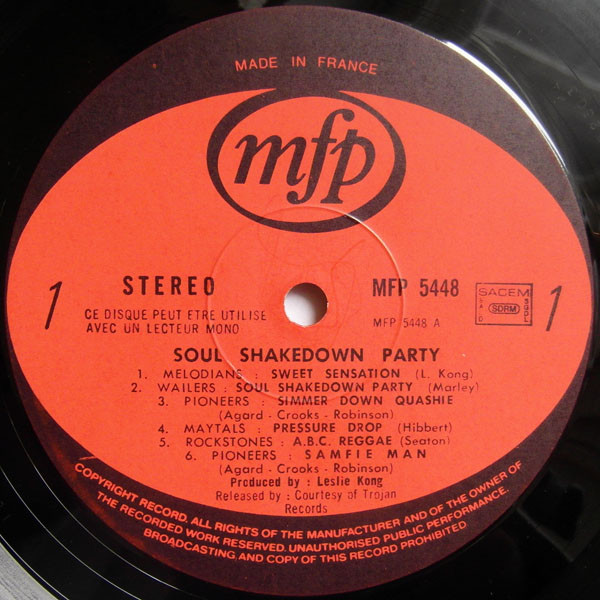 MADE IN FRANCE
mfp
1 STEREO MFP 5448 SACEM 1
SDRM
CE DISQUE PEUT ETRE UTILISE
AVEC UN LECTEUR MONO MFP 5448 A
SOUL SHAKEDOWN PARTY
1. MELODIANS : SWEET SENSATION (L. Kong)
2. WAILERS : SOUL SHAKEDOWN PARTY (Marley)
3. PIONEERS : SIMMER DOWN QUASHIE
(Agard - Crooks - Robinson)
4. MAYTALS : PRESSURE DROP (Hibbert)
5. ROCKSTONES : A.B.C. REGGAE (Seaton)
6. PIONEERS : SAMFIE MAN
(Agard - Crooks - Robinson)
Produced by : Leslie Kong
Released by : Courtesy of Trojan
Records
COPYRIGHT RECORD. ALL RIGHTS OF THE MANUFACTURER AND OF THE OWNER OF
THE RECORDED WORK RESERVED. UNAUTHORISED PUBLIC PERFORMANCE.
BROADCASTING AND COPY OF THIS RECORD PROHIBITED